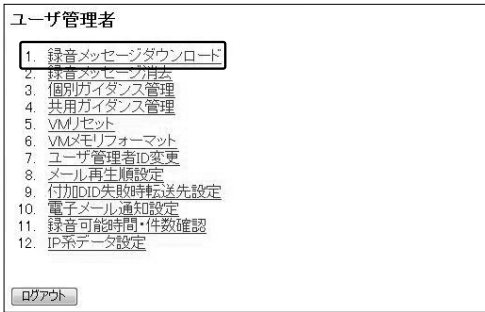 ユーザ管理者
1. 録音メッセージダウンロード
2. 録音メッセージ消去
3. 個別ガイダンス管理
4. 共用ガイダンス管理
5. VMリセット
6. VMメモリフォーマット
7. ユーザ管理者ID変更
8. メール再生順設定
9. 付加DID失敗時転送先設定
10. 電子メール通知設定
11. 録音可能時間・件数確認
12. IP系データ設定
ログアウト